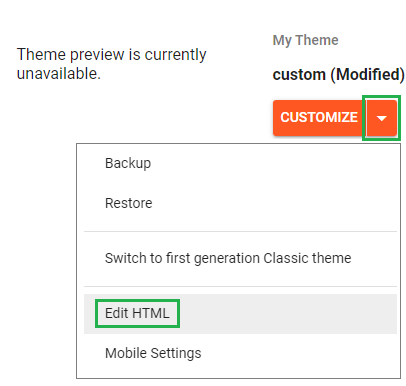 My Theme
Theme preview is currently
unavailable.
custom (Modified)
CUSTOMIZE
Backup
Restore
Switch to first generation Classic theme
Edit HTML
Mobile Settings